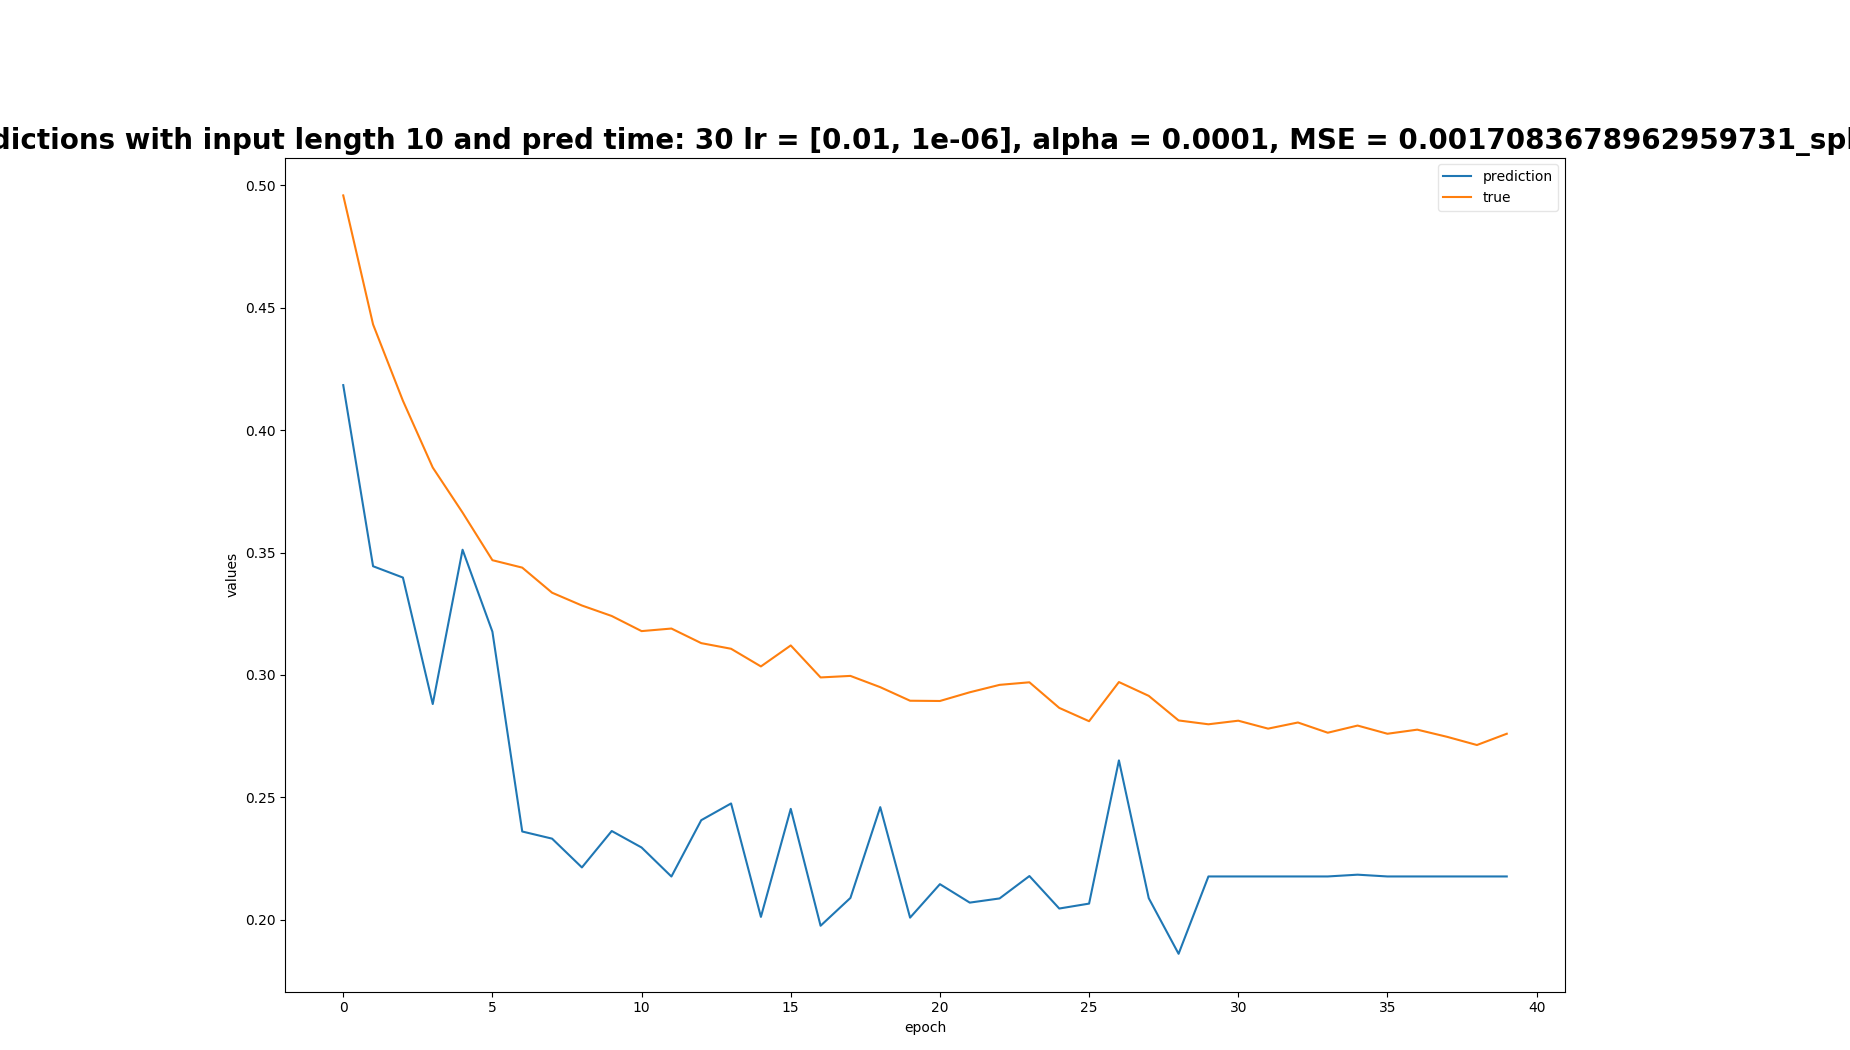 dictions with input length 10 and pred time: 30 lr = [0.01, 1e-06], alpha = 0.0001, MSE = 0.0017083678962959731_spl
prediction
true
0.50
0.45
0.40
0.35
0.30
0.25
0.20
values
0 5 10 15 20 25 30 35 40
epoch